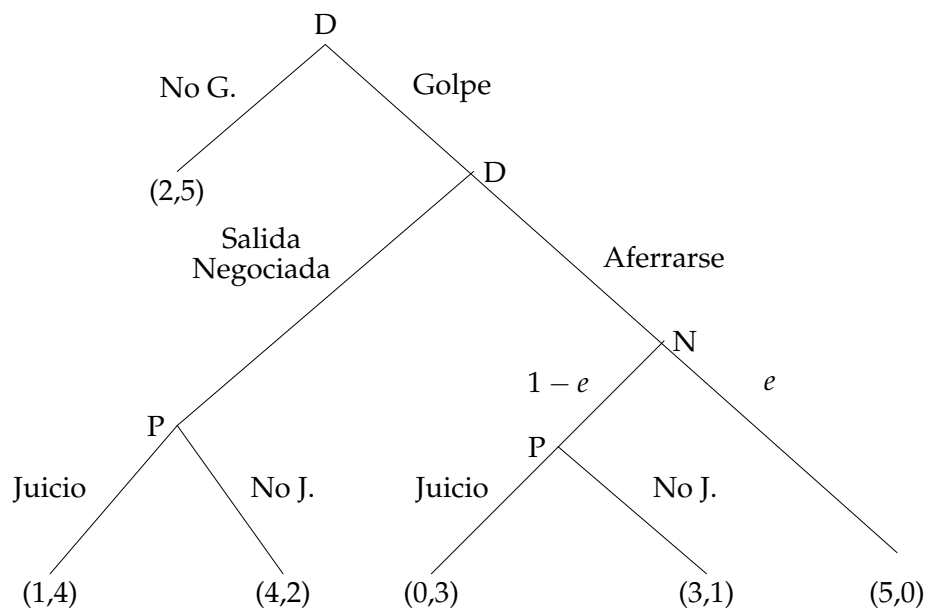 D
No G.
Golpe
(2,5)
D
Salida
Negociada
Aferrarse
N
1 − e
e
P
P
Juicio
No J.
Juicio
No J.
(1,4)
(4,2)
(0,3)
(3,1)
(5,0)